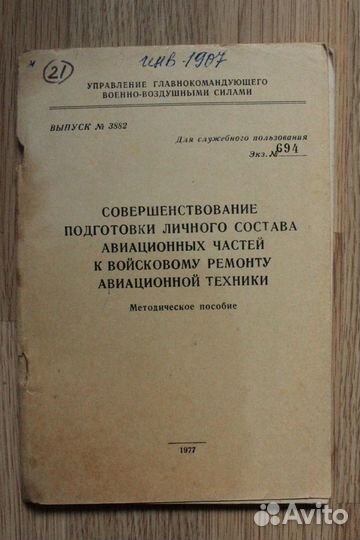 * 21 инв-1907
УПРАВЛЕНИЕ ГЛАВНОКОМАНДУЮЩЕГО
ВОЕННО-ВОЗДУШНЫМИ СИЛАМИ
ВЫПУСК № 3882
Для служебного пользования
Экз. № 694
СОВЕРШЕНСТВОВАНИЕ
ПОДГОТОВКИ ЛИЧНОГО СОСТАВА
АВИАЦИОННЫХ ЧАСТЕЙ
К ВОЙСКОВОМУ РЕМОНТУ
АВИАЦИОННОЙ ТЕХНИКИ
Методическое пособие
1977
Avito